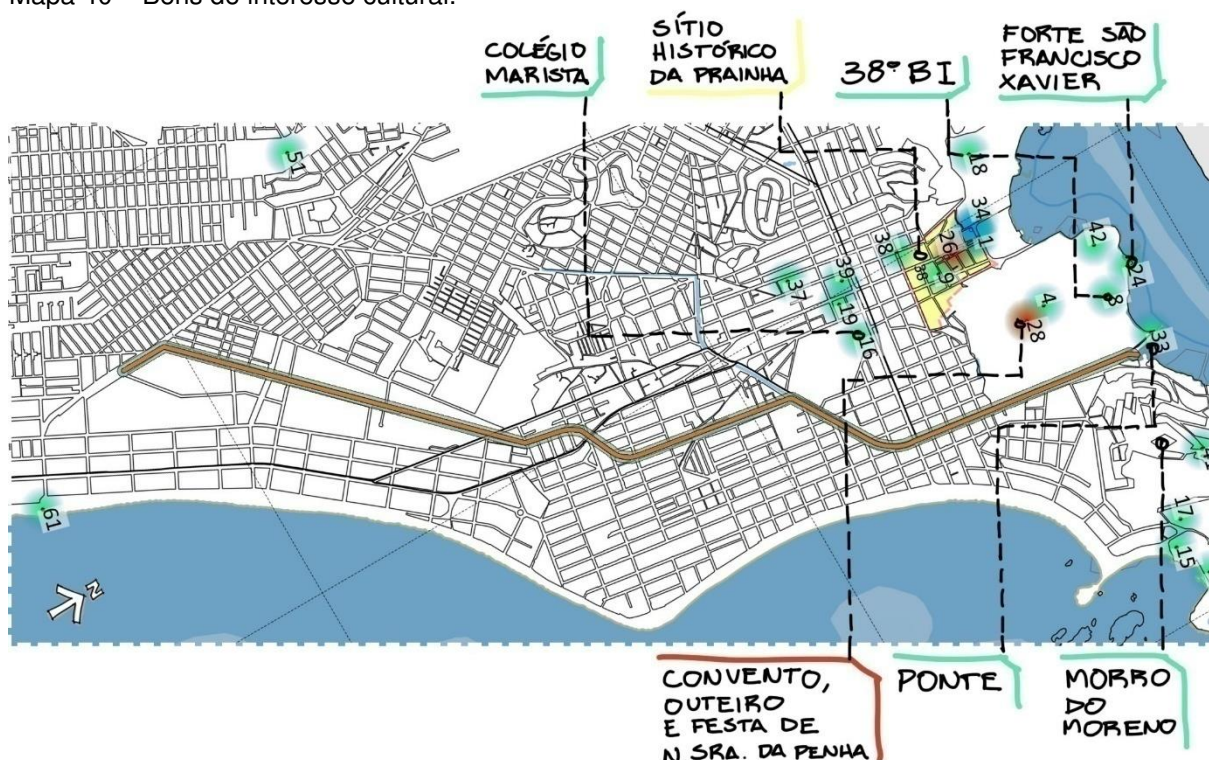 Mapa 40 – Bens de interesse cultural.
COLÉGIO
MARISTA
SÍTIO
HISTÓRICO
DA PRAINHA
38º BI
FORTE SÃO
FRANCISCO
XAVIER
51
18
34
1
42
38
26
38
9
24
39
37
8
4
19
28
33
16
17
61
15
N
CONVENTO,
OUTEIRO
E FESTA DE
N SRA. DA PENHA
PONTE
MORRO
DO
MORENO